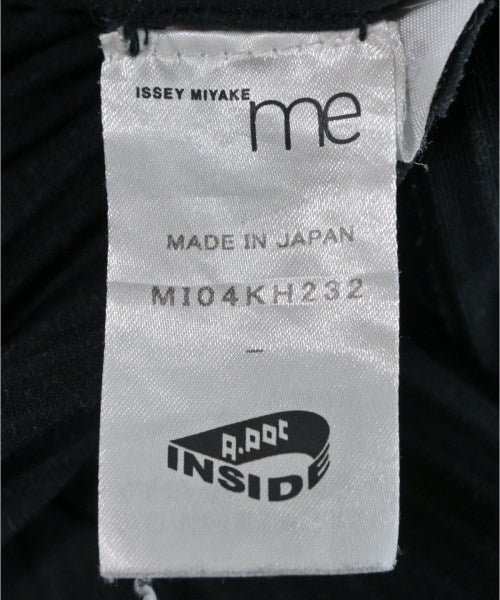 ISSEY MIYAKE
me
MADE IN JAPAN
MI04KH232
–
A.POC
INSIDE